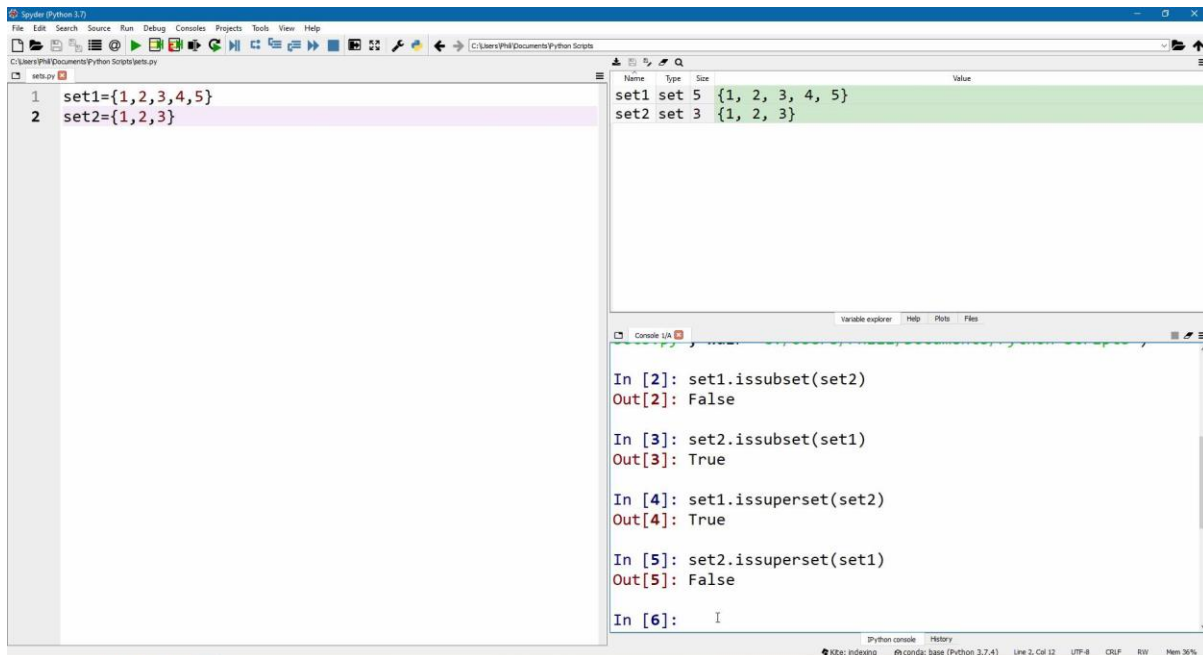 Spyder (Python 3.7)
File Edit Search Source Run Debug Consoles Projects Tools View Help
C:\Users\Phil\Documents\Python Scripts
C:\Users\Phil\Documents\Python Scripts\sets.py
sets.py
1 set1={1,2,3,4,5}
2 set2={1,2,3}
Name Type Size Value
set1 set 5 {1, 2, 3, 4, 5}
set2 set 3 {1, 2, 3}
Variable explorer Help Plots Files
Console 1/A
In [2]: set1.issubset(set2)
Out[2]: False
In [3]: set2.issubset(set1)
Out[3]: True
In [4]: set1.issuperset(set2)
Out[4]: True
In [5]: set2.issuperset(set1)
Out[5]: False
In [6]:
IPython console History
Kite: indexing conda: base (Python 3.7.4) Line 2, Col 12 UTF-8 CRLF RW Mem 36%